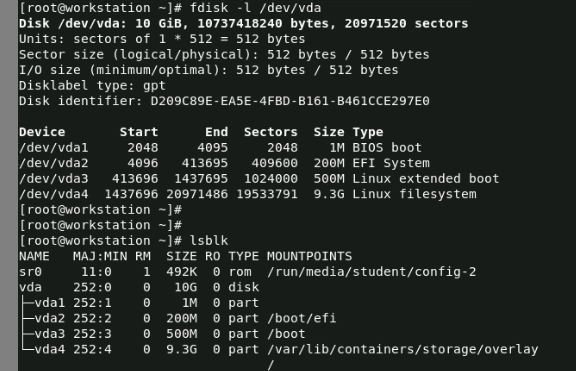 [root@workstation ~]# fdisk -l /dev/vda
Disk /dev/vda: 10 GiB, 10737418240 bytes, 20971520 sectors
Units: sectors of 1 * 512 = 512 bytes
Sector size (logical/physical): 512 bytes / 512 bytes
I/O size (minimum/optimal): 512 bytes / 512 bytes
Disklabel type: gpt
Disk identifier: D209C89E-EA5E-4FBD-B161-B461CCE297E0

Device       Start      End  Sectors  Size Type
/dev/vda1     2048     4095     2048    1M BIOS boot
/dev/vda2     4096   413695   409600  200M EFI System
/dev/vda3   413696  1437695  1024000  500M Linux extended boot
/dev/vda4  1437696 20971486 19533791  9.3G Linux filesystem
[root@workstation ~]#
[root@workstation ~]#
[root@workstation ~]# lsblk
NAME   MAJ:MIN RM  SIZE RO TYPE MOUNTPOINTS
sr0     11:0    1  492K  0 rom  /run/media/student/config-2
vda    252:0    0   10G  0 disk
├─vda1 252:1    0    1M  0 part
├─vda2 252:2    0  200M  0 part /boot/efi
├─vda3 252:3    0  500M  0 part /boot
└─vda4 252:4    0  9.3G  0 part /var/lib/containers/storage/overlay
                                /